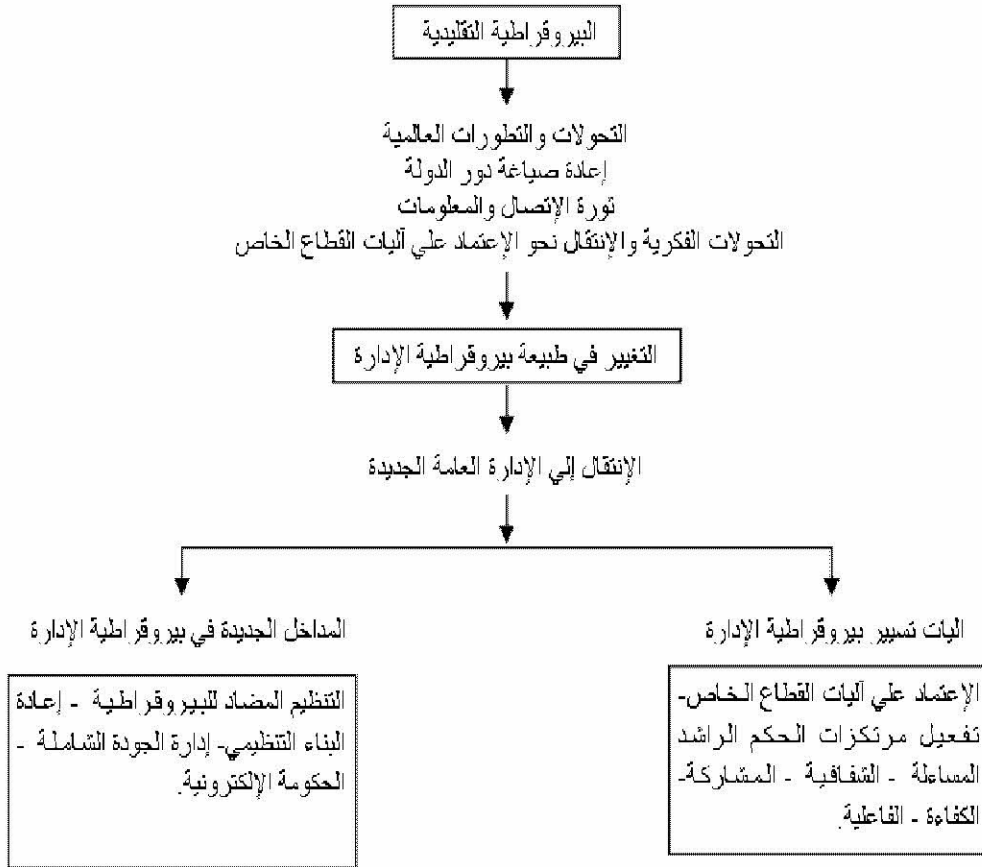 البيروقراطية التقليدية
التحولات والتطورات العالمية
إعادة صياغة دور الدولة
ثورة الإتصال والمعلومات
التحولات الفكرية والإنتقال نحو الإعتماد علي آليات القطاع الخاص
التغيير في طبيعة بيروقراطية الإدارة
الإنتقال إلي الإدارة العامة الجديدة
اليات تسيير بيروقراطية الإدارة
الإعتماد علي آليات القطاع الخاص-
تفعيل مرتكزات الحكم الراشد
المساءلة - الشفافية - المشاركة-
الكفاءة - الفاعلية.
المداخل الجديدة في بيروقراطية الإدارة
التنظيم المضاد للبيروقراطية - إعادة
البناء التنظيمي- إدارة الجودة الشاملة -
الحكومة الإلكترونية.